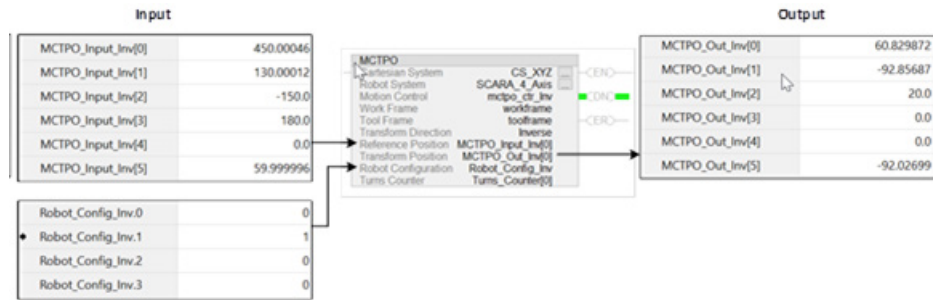 Input
MCTPO_Input_Inv[0] 450.00046
MCTPO_Input_Inv[1] 130.00012
MCTPO_Input_Inv[2] -150.0
MCTPO_Input_Inv[3] 180.0
MCTPO_Input_Inv[4] 0.0
MCTPO_Input_Inv[5] 59.999996
Robot_Config_Inv.0 0
Robot_Config_Inv.1 1
Robot_Config_Inv.2 0
Robot_Config_Inv.3 0
MCTPO
Cartesian System CS_XYZ ...
Robot System SCARA_4_Axis ...
Motion Control mctpo_ctr_Inv
Work Frame workframe
Tool Frame toolframe
Transform Direction Inverse
Reference Position MCTPO_Input_Inv[0]
Transform Position MCTPO_Out_Inv[0]
Robot Configuration Robot_Config_Inv
Turns Counter Turns_Counter[0]
EN
DN
ER
Output
MCTPO_Out_Inv[0] 60.829872
MCTPO_Out_Inv[1] -92.85687
MCTPO_Out_Inv[2] 20.0
MCTPO_Out_Inv[3] 0.0
MCTPO_Out_Inv[4] 0.0
MCTPO_Out_Inv[5] -92.02699